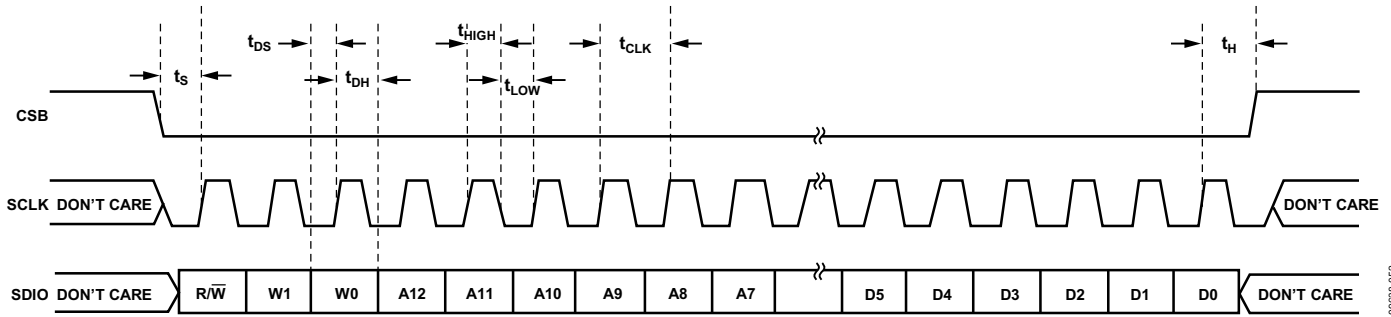 tDS
tHIGH
tCLK
tH
tS
tDH
tLOW
CSB
SCLK DON'T CARE
DON'T CARE
SDIO DON'T CARE
R/W̅
W1
W0
A12
A11
A10
A9
A8
A7
D5
D4
D3
D2
D1
D0
DON'T CARE